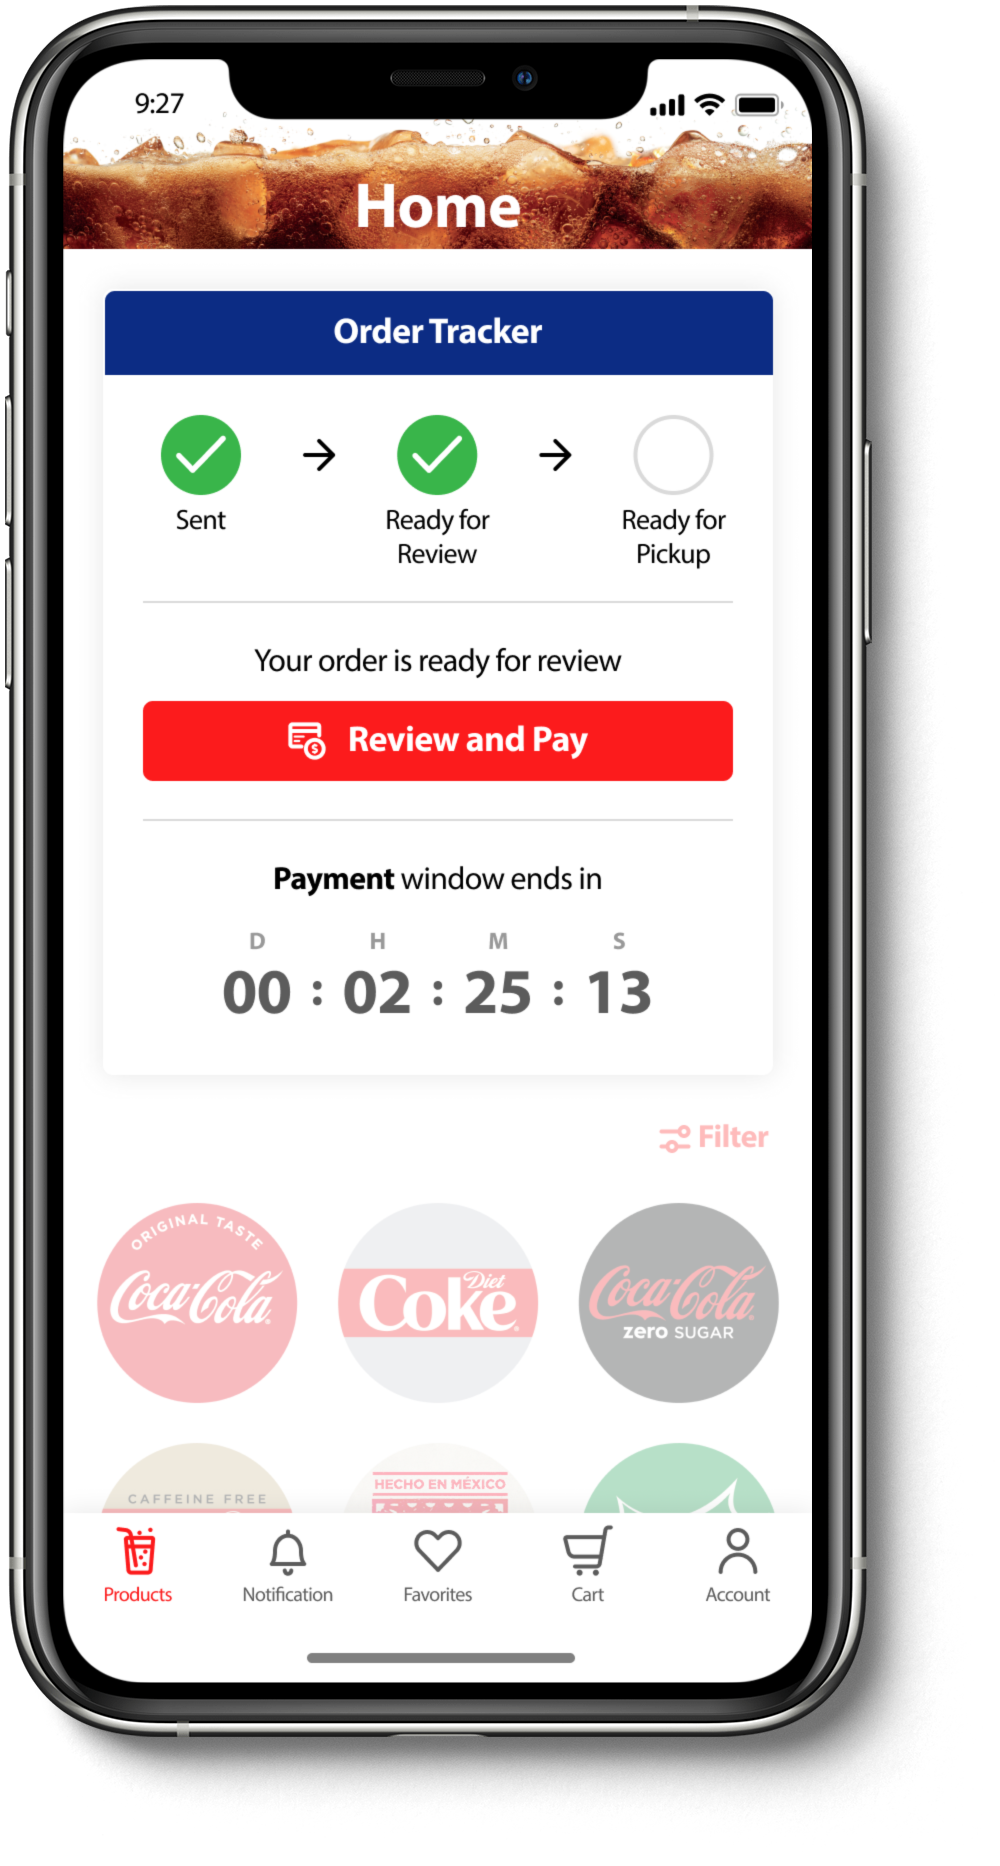 9:27
Home
Order Tracker
Sent
Ready for
Review
Ready for
Pickup
Your order is ready for review
$ Review and Pay
Payment window ends in
D H M S
00 : 02 : 25 : 13
Filter
ORIGINAL TASTE
Coca-Cola
Diet
Coke
Coca-Cola
zero SUGAR
CAFFEINE FREE
HECHO EN MÉXICO
Products
Notification
Favorites
Cart
Account